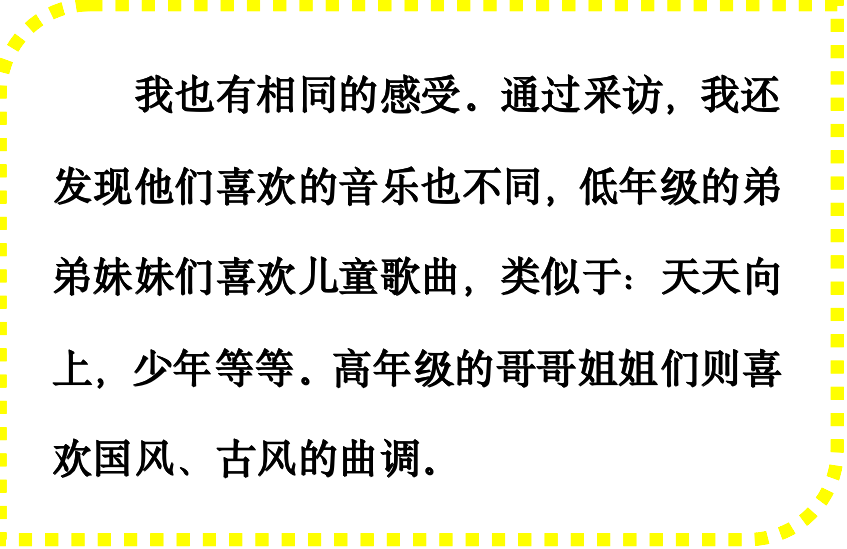 我也有相同的感受。通过采访，我还
发现他们喜欢的音乐也不同，低年级的弟
弟妹妹们喜欢儿童歌曲，类似于：天天向
上，少年等等。高年级的哥哥姐姐们则喜
欢国风、古风的曲调。